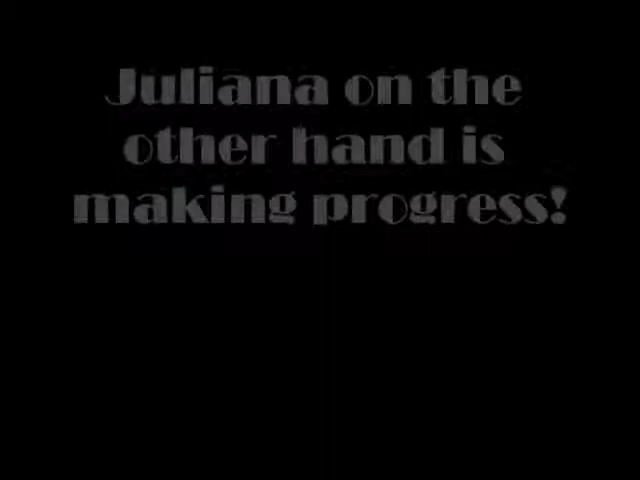 Juliana on the
other hand is
making progress!